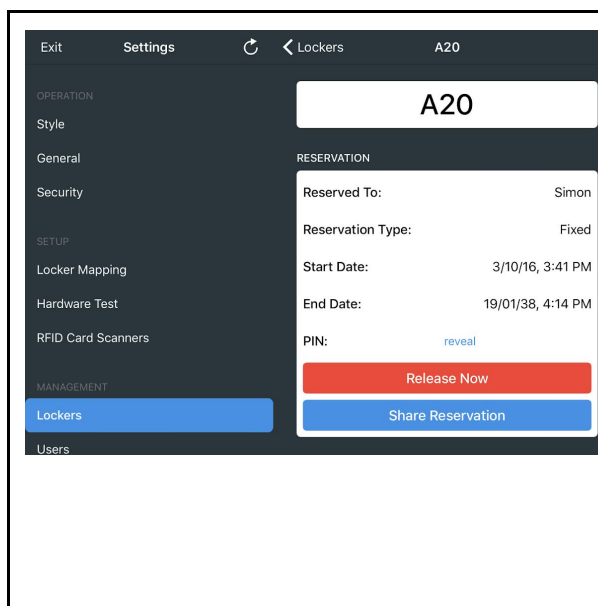 Exit Settings
OPERATION
Style
General
Security
SETUP
Locker Mapping
Hardware Test
RFID Card Scanners
MANAGEMENT
Lockers
Users
Lockers A20
A20
RESERVATION
Reserved To: Simon
Reservation Type: Fixed
Start Date: 3/10/16, 3:41 PM
End Date: 19/01/38, 4:14 PM
PIN: reveal
Release Now
Share Reservation